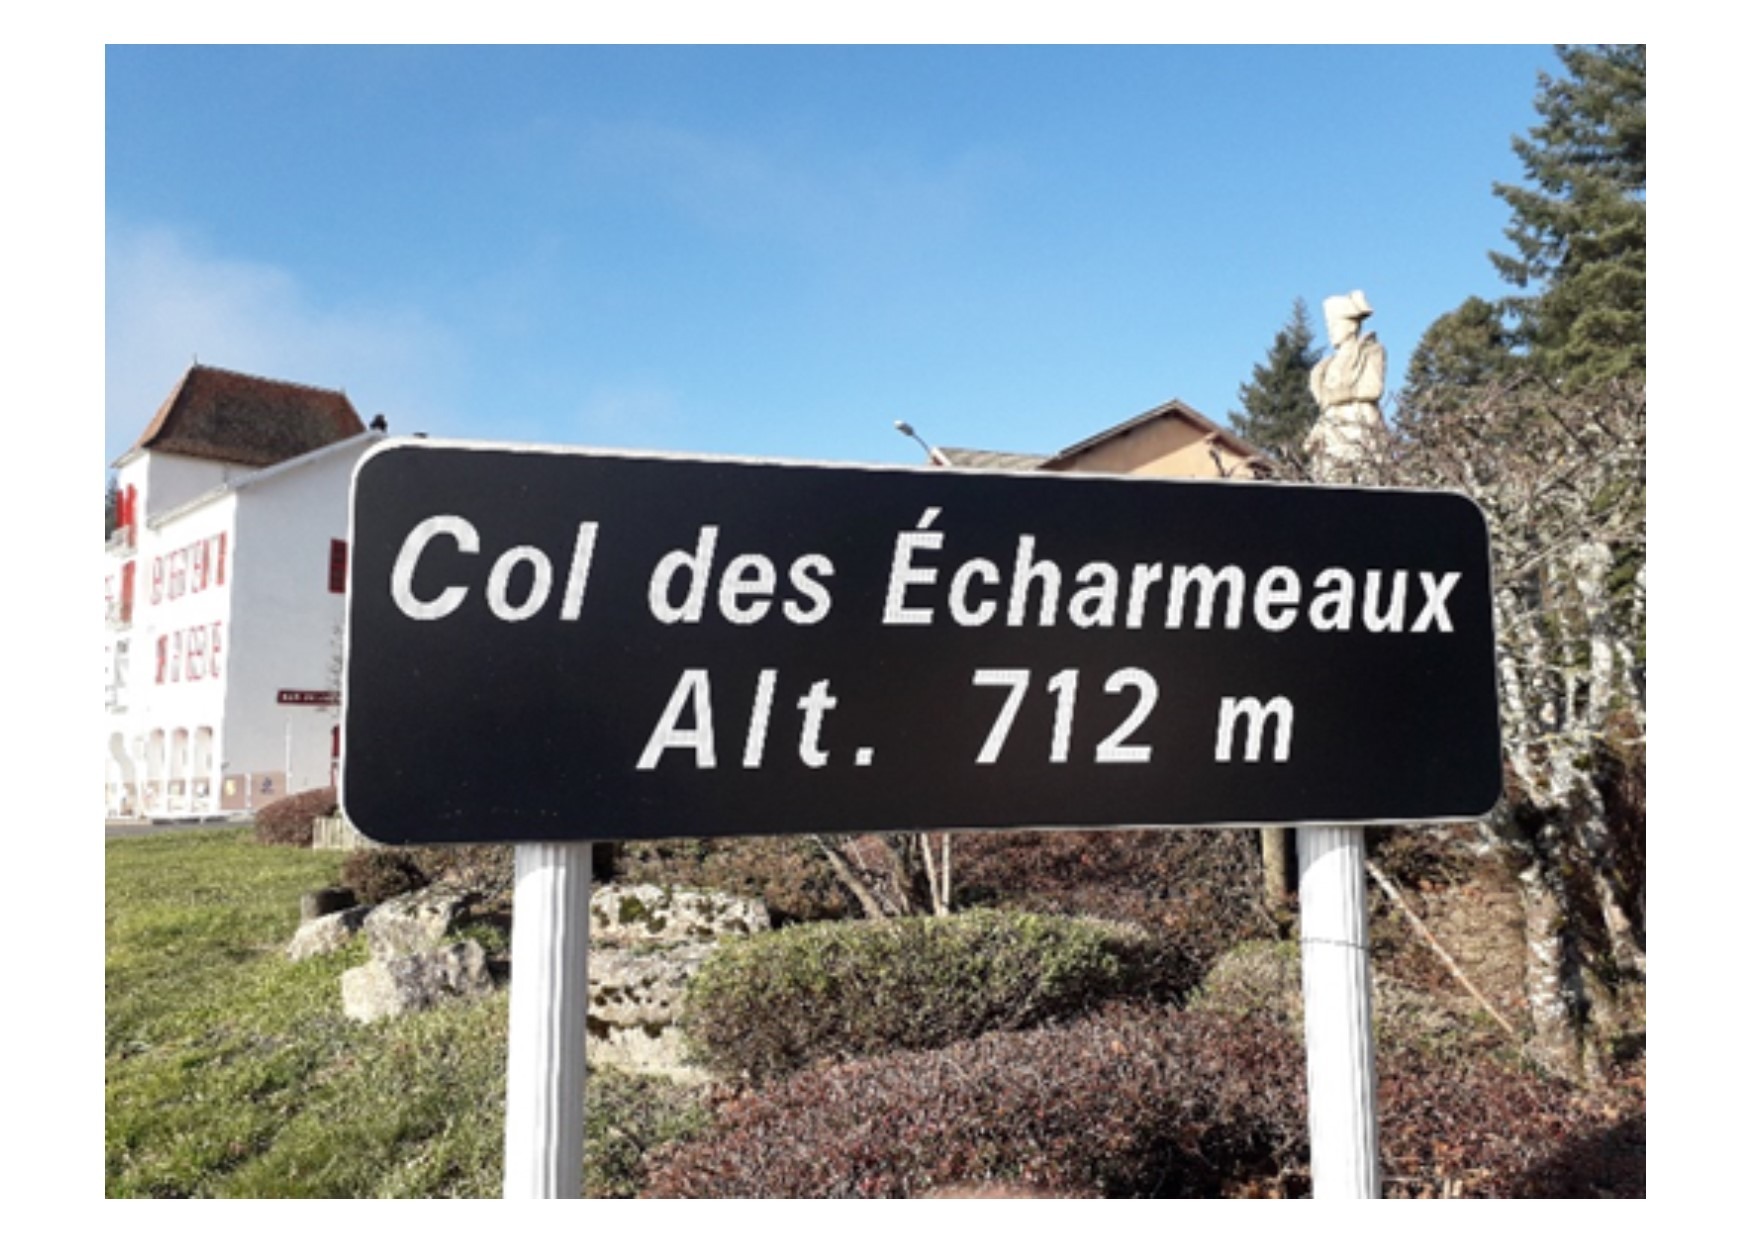 Col des Écharmeaux
Alt. 712 m